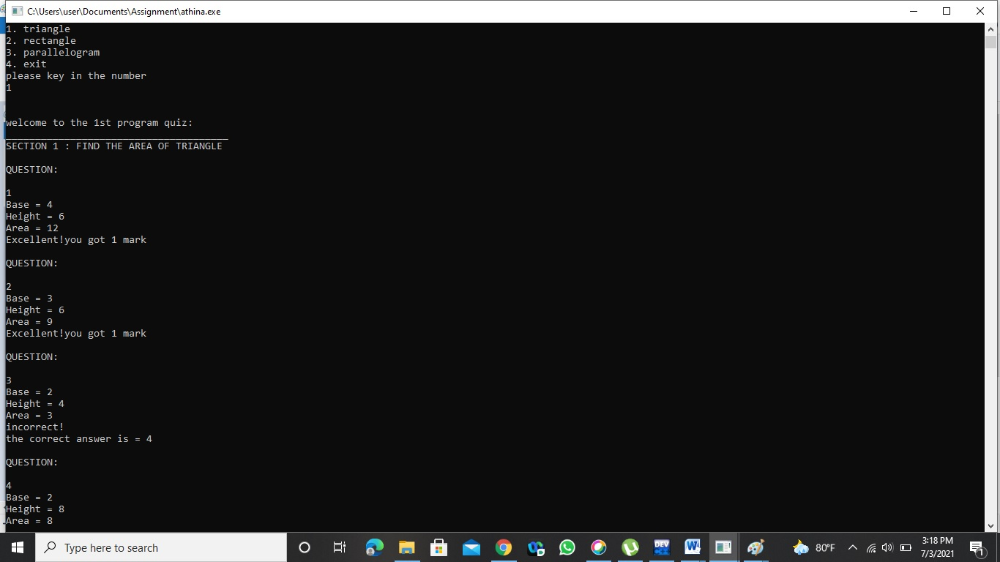 C:\Users\user\Documents\Assignment\athina.exe
1. triangle
2. rectangle
3. parallelogram
4. exit
please key in the number
1
welcome to the 1st program quiz:
______________________________________
SECTION 1 : FIND THE AREA OF TRIANGLE
QUESTION:
1
Base = 4
Height = 6
Area = 12
Excellent!you got 1 mark
QUESTION:
2
Base = 3
Height = 6
Area = 9
Excellent!you got 1 mark
QUESTION:
3
Base = 2
Height = 4
Area = 3
incorrect!
the correct answer is = 4
QUESTION:
4
Base = 2
Height = 8
Area = 8
Type here to search
DEV
W
80°F
3:18 PM
7/3/2021
1